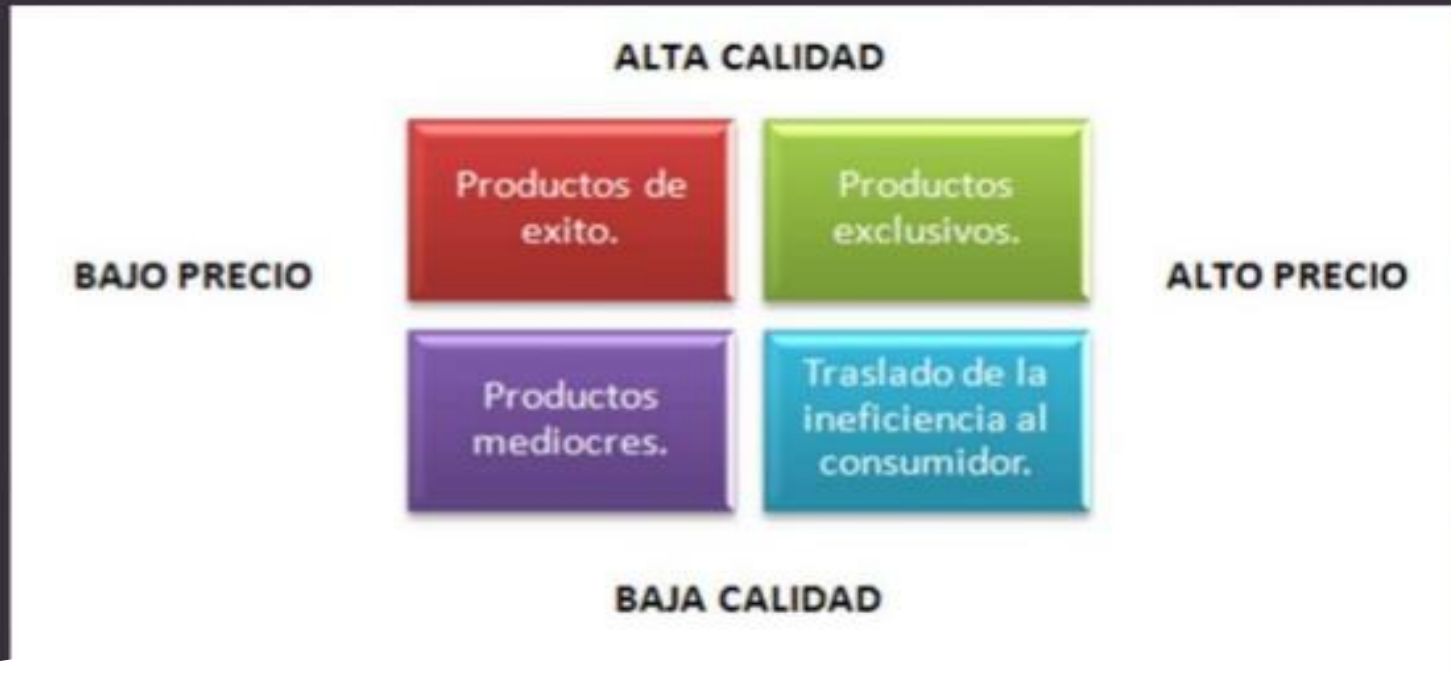 ALTA CALIDAD
Productos de
exito.
Productos
exclusivos.
BAJO PRECIO
ALTO PRECIO
Productos
mediocres.
Traslado de la
ineficiencia al
consumidor.
BAJA CALIDAD